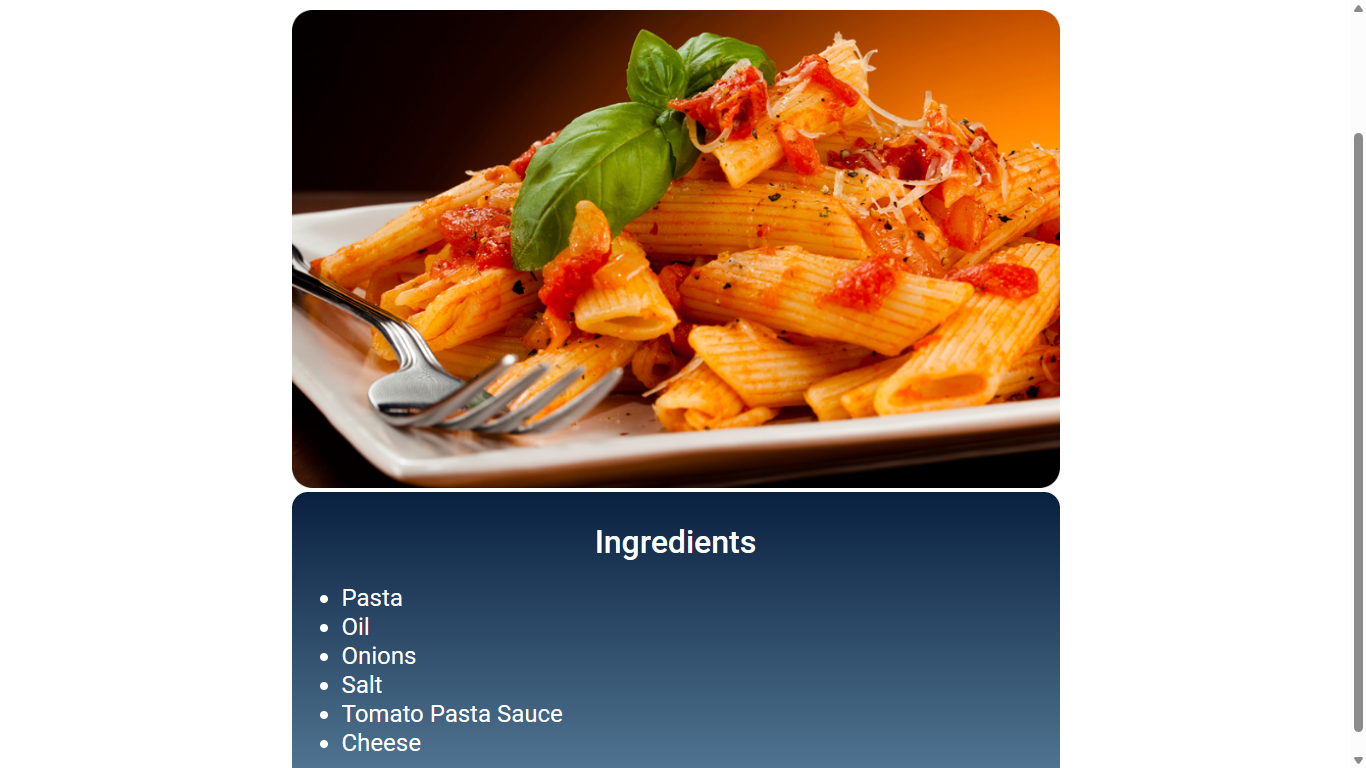 Ingredients
Pasta
Oil
Onions
Salt
Tomato Pasta Sauce
Cheese